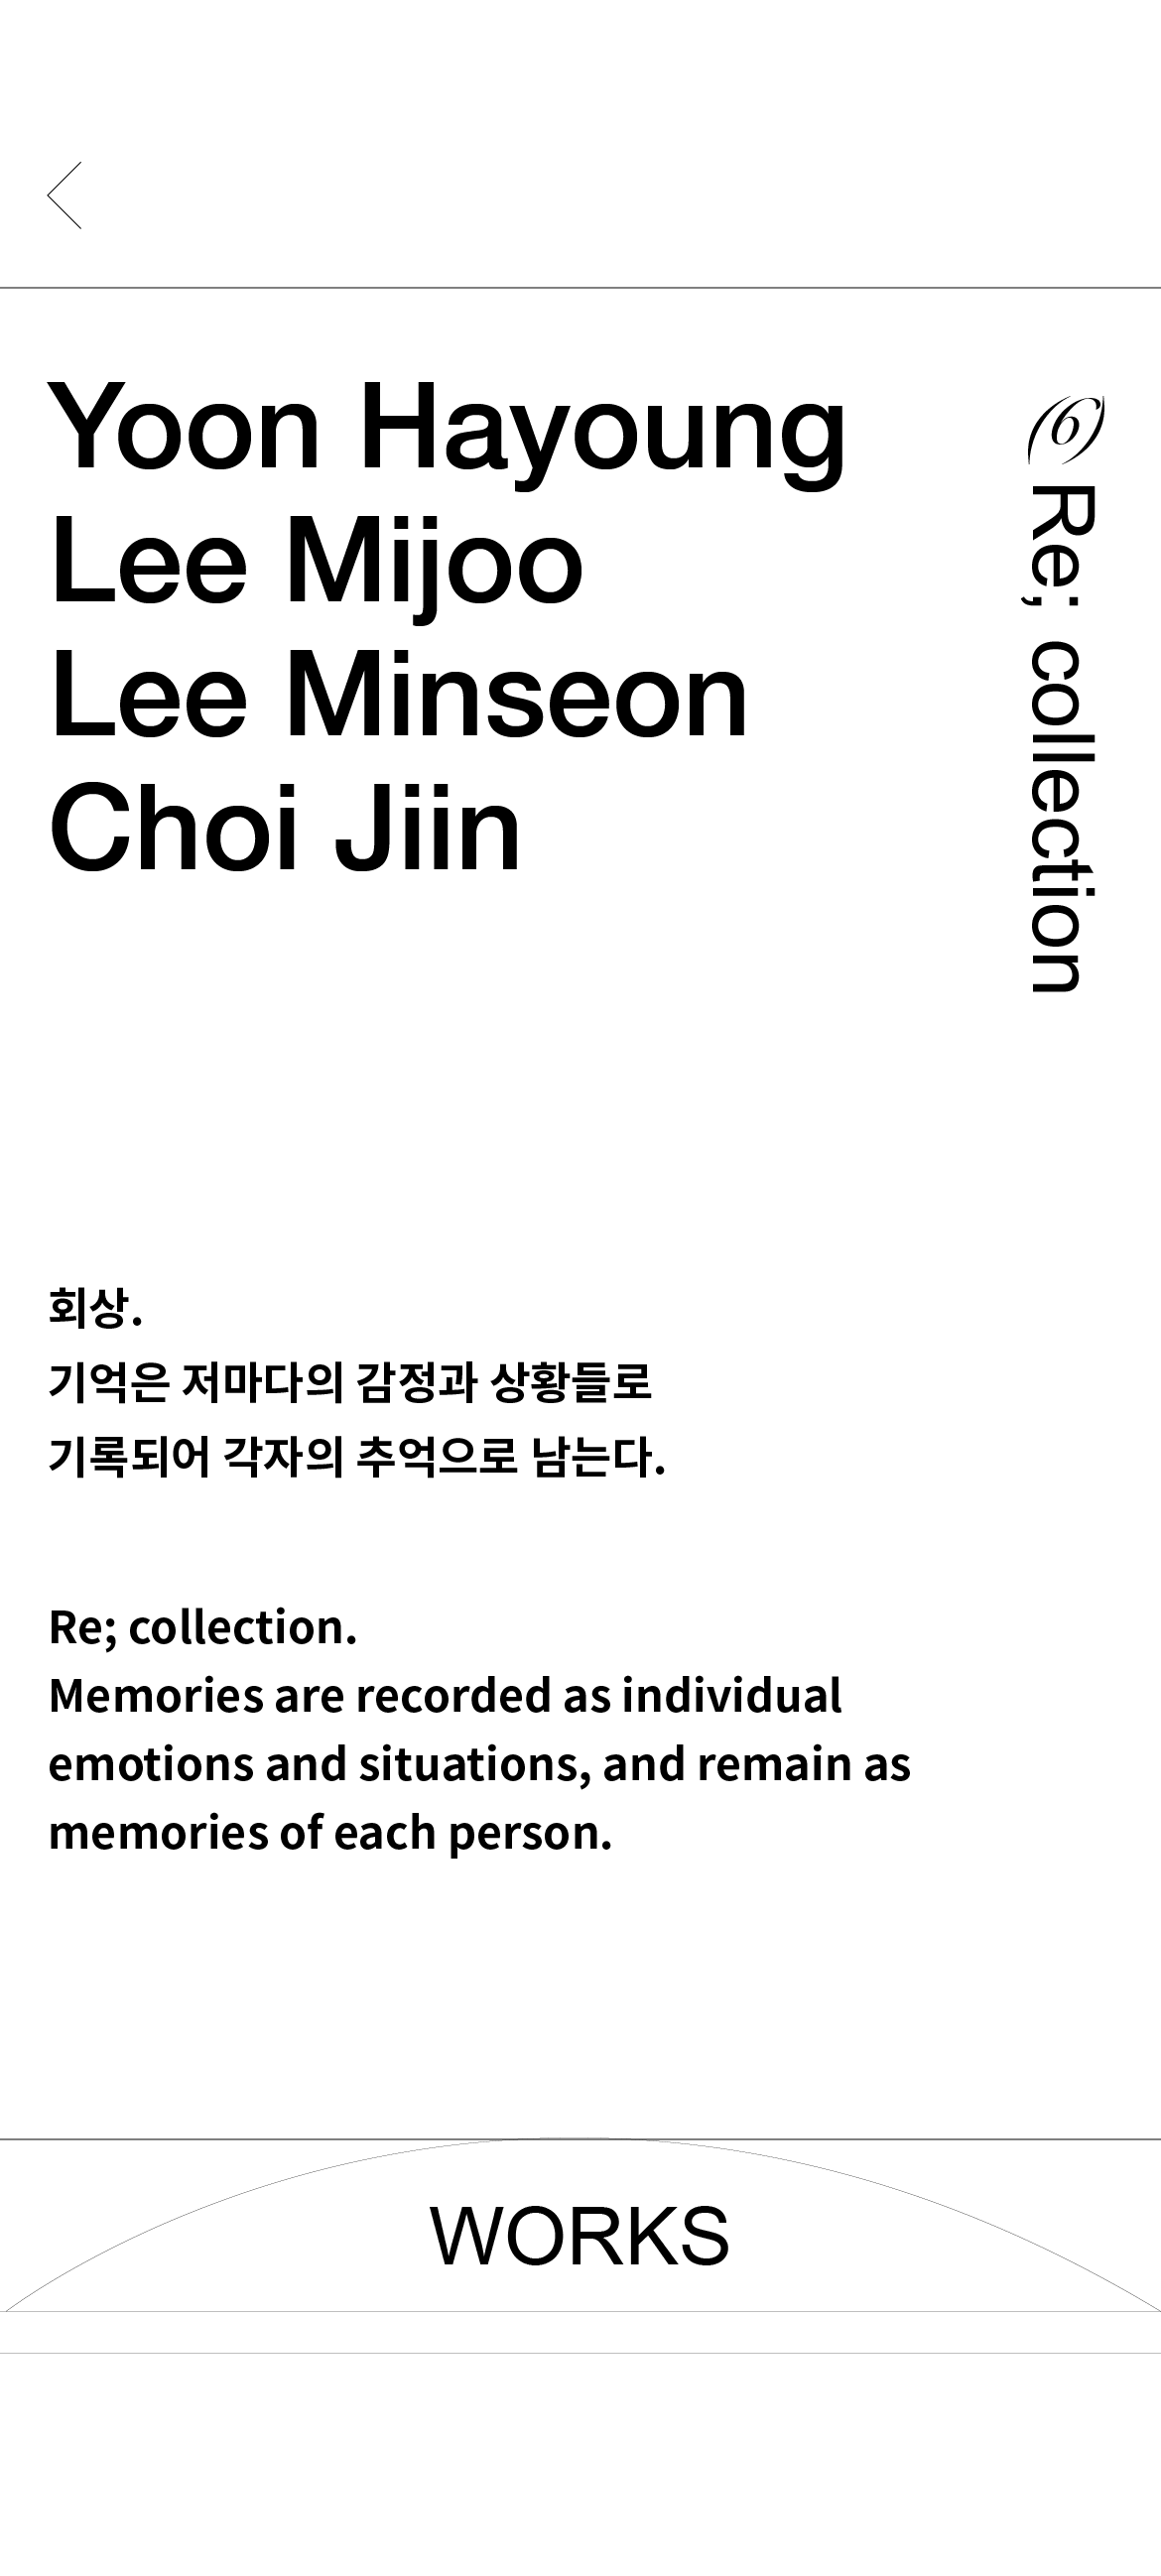 Yoon Hayoung
Lee Mijoo
Lee Minseon
Choi Jiin
(6) Re; collection
회상.
기억은 저마다의 감정과 상황들로
기록되어 각자의 추억으로 남는다.
Re; collection.
Memories are recorded as individual
emotions and situations, and remain as
memories of each person.
WORKS